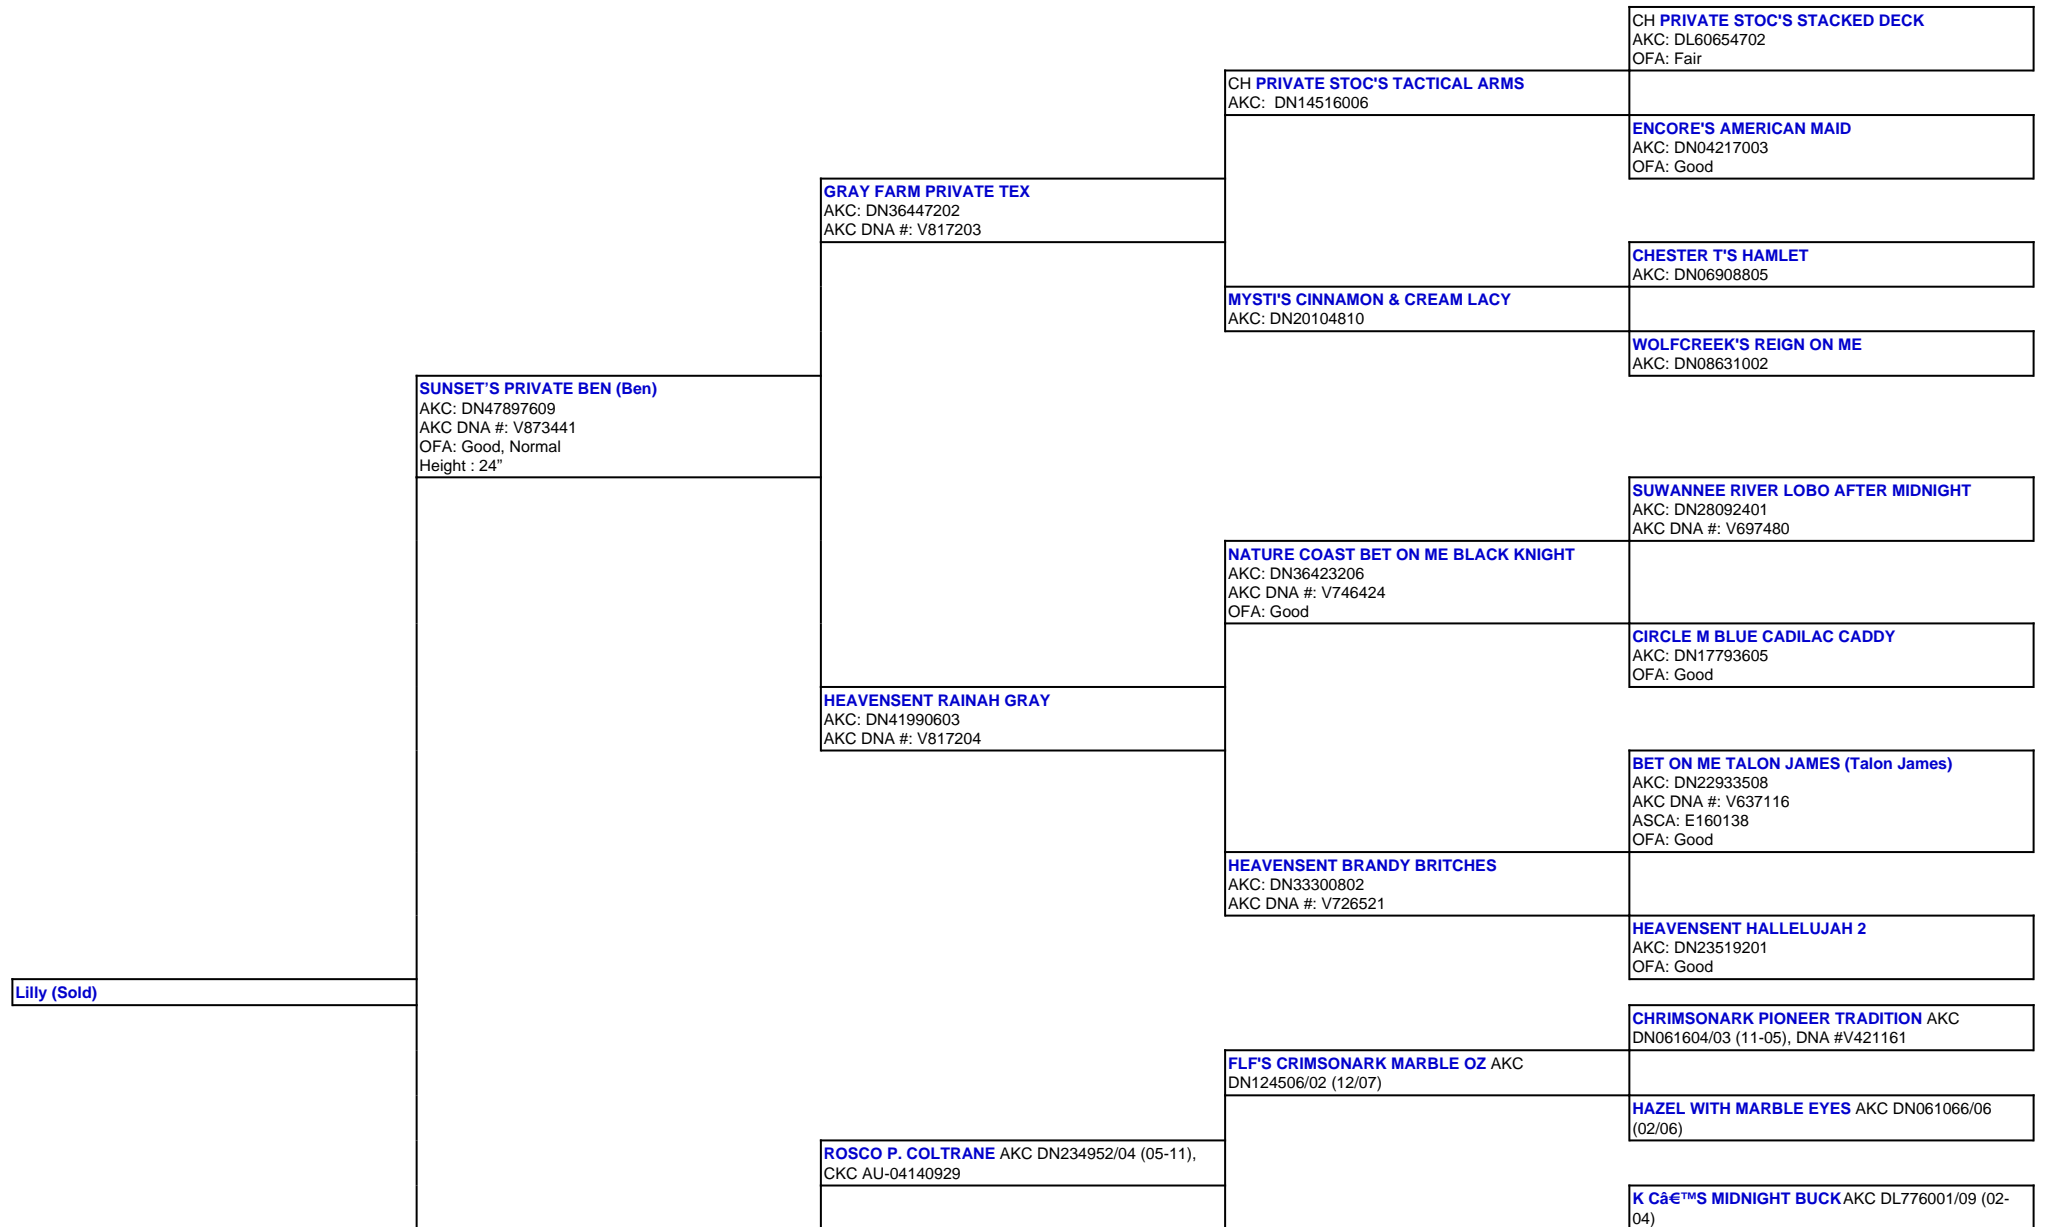 CH PRIVATE STOC'S STACKED DECK
AKC: DL60654702
OFA: Fair
CH PRIVATE STOC'S TACTICAL ARMS
AKC:  DN14516006
ENCORE'S AMERICAN MAID
AKC: DN04217003
OFA: Good
GRAY FARM PRIVATE TEX
AKC: DN36447202
AKC DNA #: V817203
CHESTER T'S HAMLET
AKC: DN06908805
MYSTI'S CINNAMON & CREAM LACY
AKC: DN20104810
WOLFCREEK'S REIGN ON ME
AKC: DN08631002
SUNSET’S PRIVATE BEN (Ben)
AKC: DN47897609
AKC DNA #: V873441
OFA: Good, Normal
Height : 24”
SUWANNEE RIVER LOBO AFTER MIDNIGHT
AKC: DN28092401
AKC DNA #: V697480
NATURE COAST BET ON ME BLACK KNIGHT
AKC: DN36423206
AKC DNA #: V746424
OFA: Good
CIRCLE M BLUE CADILAC CADDY
AKC: DN17793605
OFA: Good
HEAVENSENT RAINAH GRAY
AKC: DN41990603
AKC DNA #: V817204
BET ON ME TALON JAMES (Talon James)
AKC: DN22933508
AKC DNA #: V637116
ASCA: E160138
OFA: Good
HEAVENSENT BRANDY BRITCHES
AKC: DN33300802
AKC DNA #: V726521
HEAVENSENT HALLELUJAH 2
AKC: DN23519201
OFA: Good
Lilly (Sold)
CHRIMSONARK PIONEER TRADITION AKC
DN061604/03 (11-05), DNA #V421161
FLF'S CRIMSONARK MARBLE OZ AKC
DN124506/02 (12/07)
HAZEL WITH MARBLE EYES AKC DN061066/06
(02/06)
ROSCO P. COLTRANE AKC DN234952/04 (05-11),
CKC AU-04140929
K Câ€™S MIDNIGHT BUCKAKC DL776001/09 (02-
04)